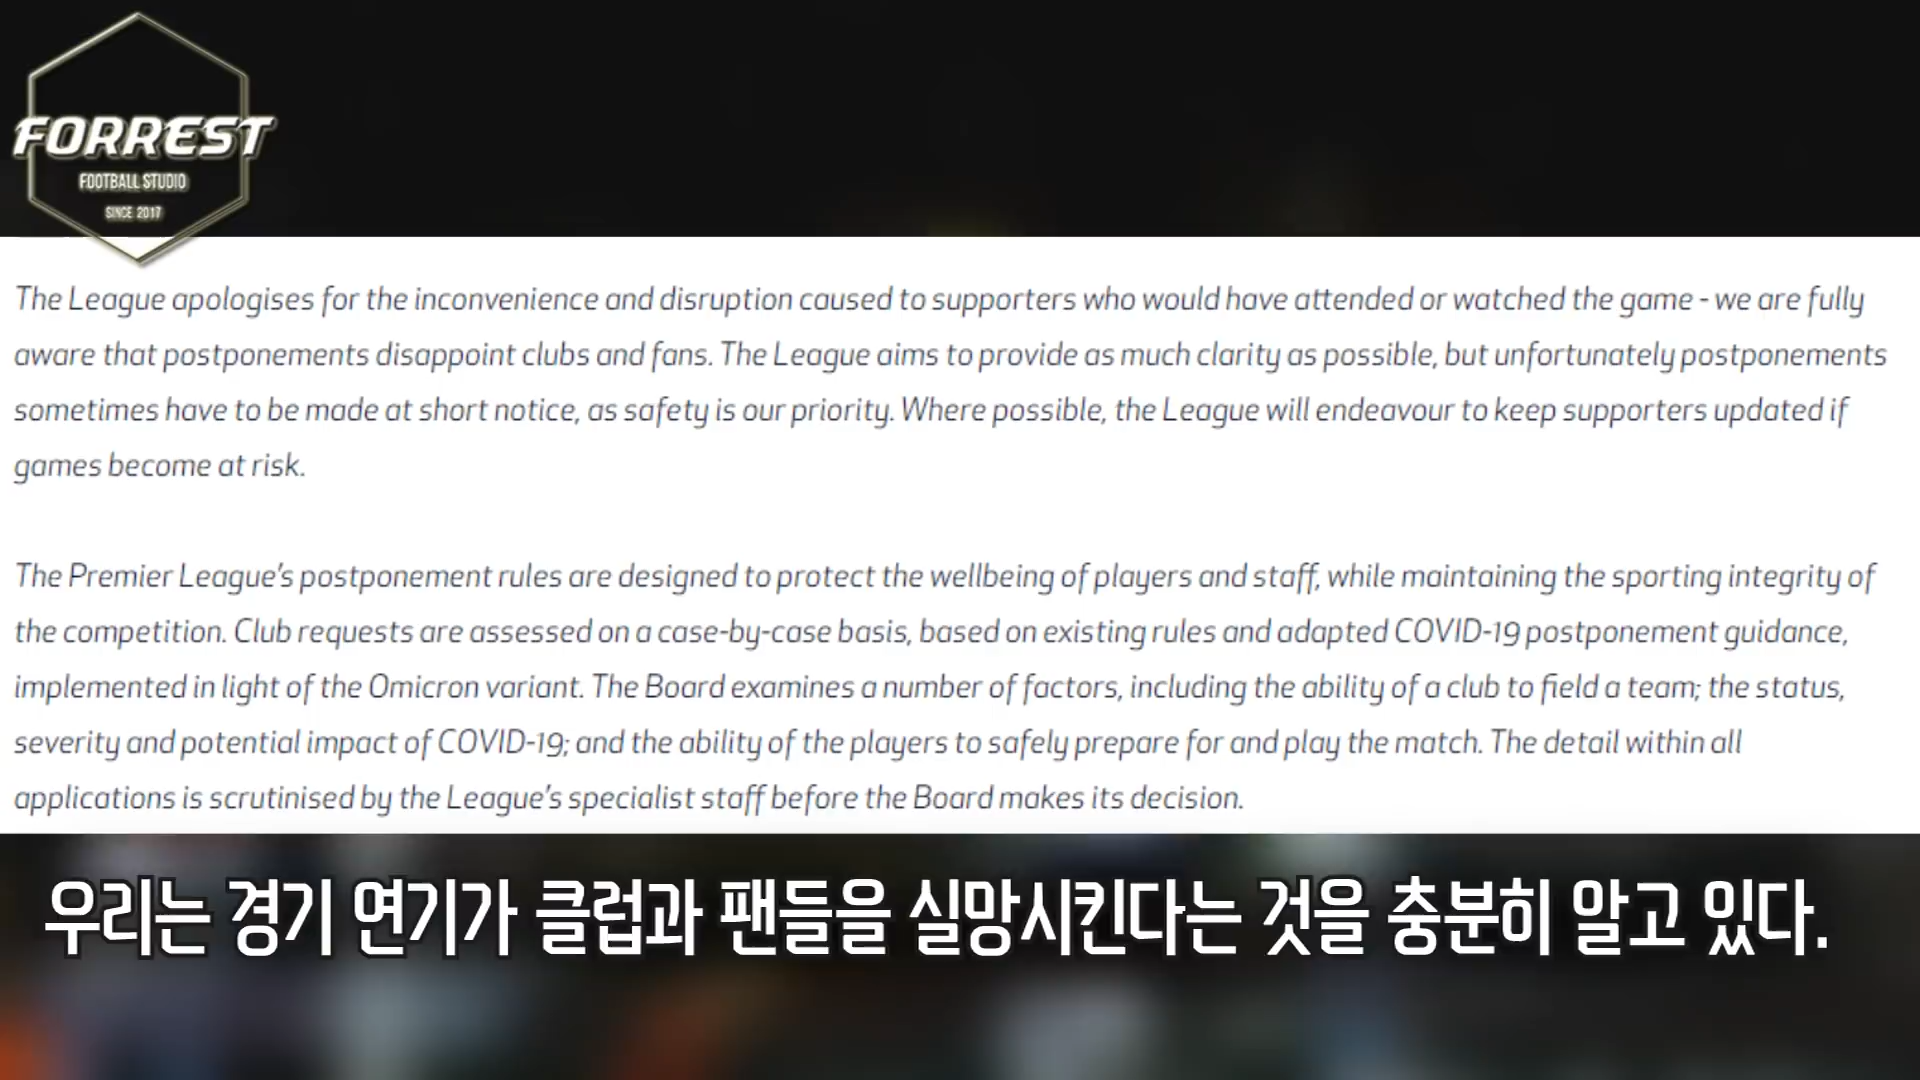 FORREST
FOOTBALL STUDIO
SINCE 2017
The League apologises for the inconvenience and disruption caused to supporters who would have attended or watched the game - we are fully
aware that postponements disappoint clubs and fans. The League aims to provide as much clarity as possible, but unfortunately postponements
sometimes have to be made at short notice, as safety is our priority. Where possible, the League will endeavour to keep supporters updated if
games become at risk.
The Premier League's postponement rules are designed to protect the wellbeing of players and staff, while maintaining the sporting integrity of
the competition. Club requests are assessed on a case-by-case basis, based on existing rules and adapted COVID-19 postponement guidance,
implemented in light of the Omicron variant. The Board examines a number of factors, including the ability of a club to field a team; the status,
severity and potential impact of COVID-19; and the ability of the players to safely prepare for and play the match. The detail within all
applications is scrutinised by the League's specialist staff before the Board makes its decision.
우리는 경기 연기가 클럽과 팬들을 실망시킨다는 것을 충분히 알고 있다.